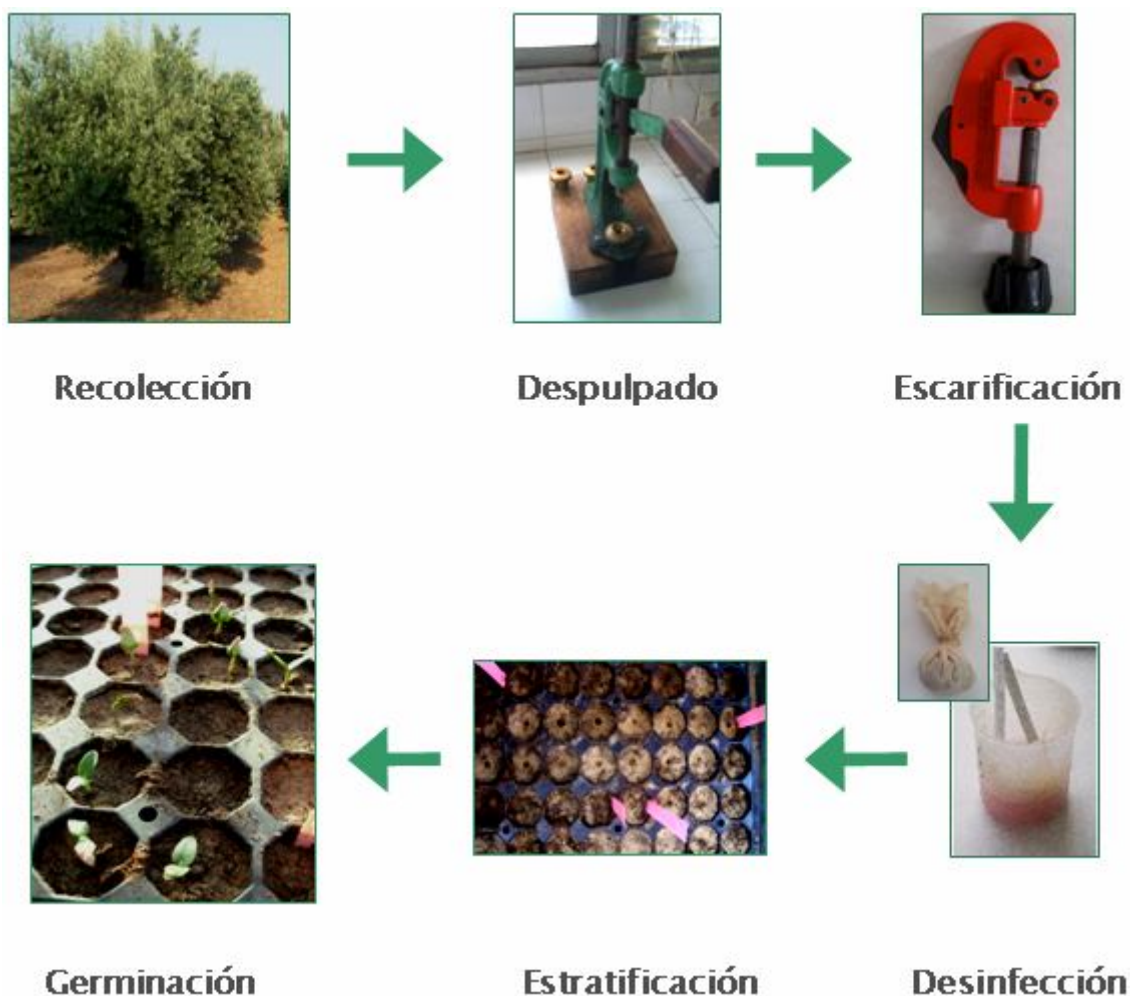 Recolección
Despulpado
Escarificación
Germinación
Estratificación
Desinfección